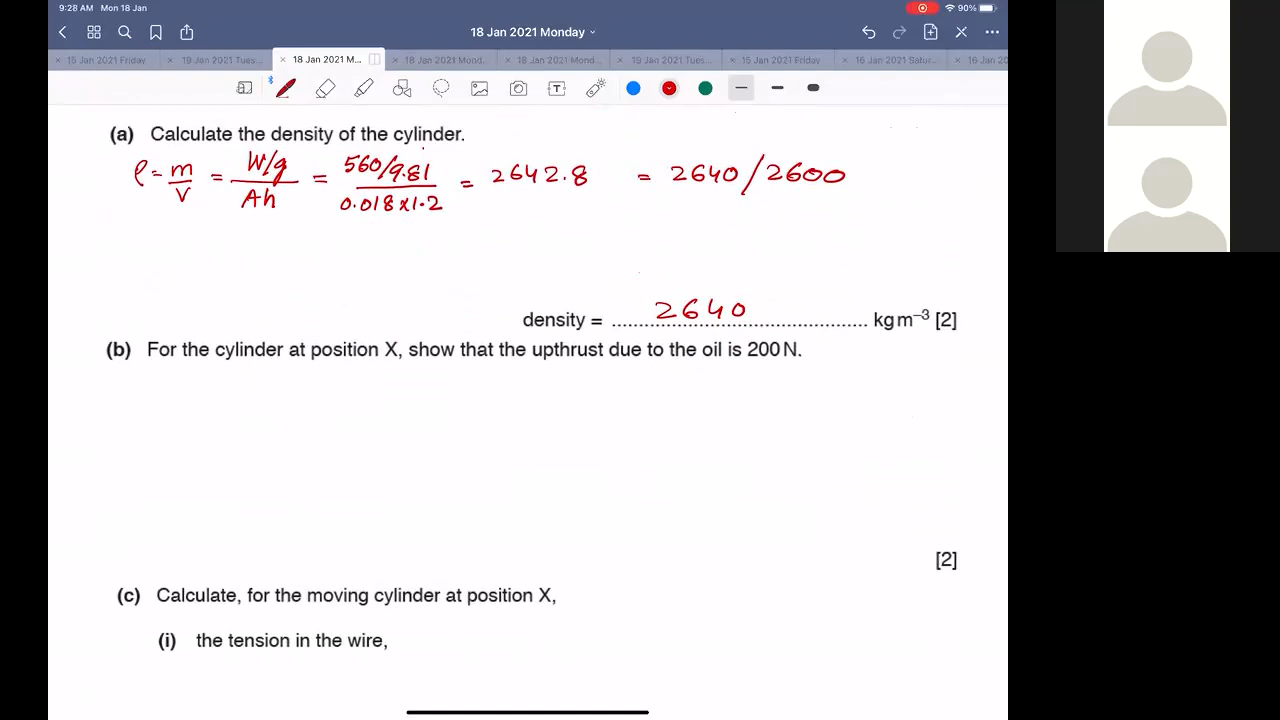 9:28 AM Mon 18 Jan
90%
18 Jan 2021 Monday
15 Jan 2021 Friday
19 Jan 2021 Tues...
18 Jan 2021 M...
18 Jan 2021 Mond...
18 Jan 2021 Mond...
19 Jan 2021 Tues...
15 Jan 2021 Friday
16 Jan 2021 Satur...
16 Jan 20
(a) Calculate the density of the cylinder.
ρ = m/V = W/g / Ah = 560/9.81 / 0.018 x 1.2 = 2642.8 = 2640/2600
density = 2640 kg m⁻³ [2]
(b) For the cylinder at position X, show that the upthrust due to the oil is 200 N.
[2]
(c) Calculate, for the moving cylinder at position X,
(i) the tension in the wire,